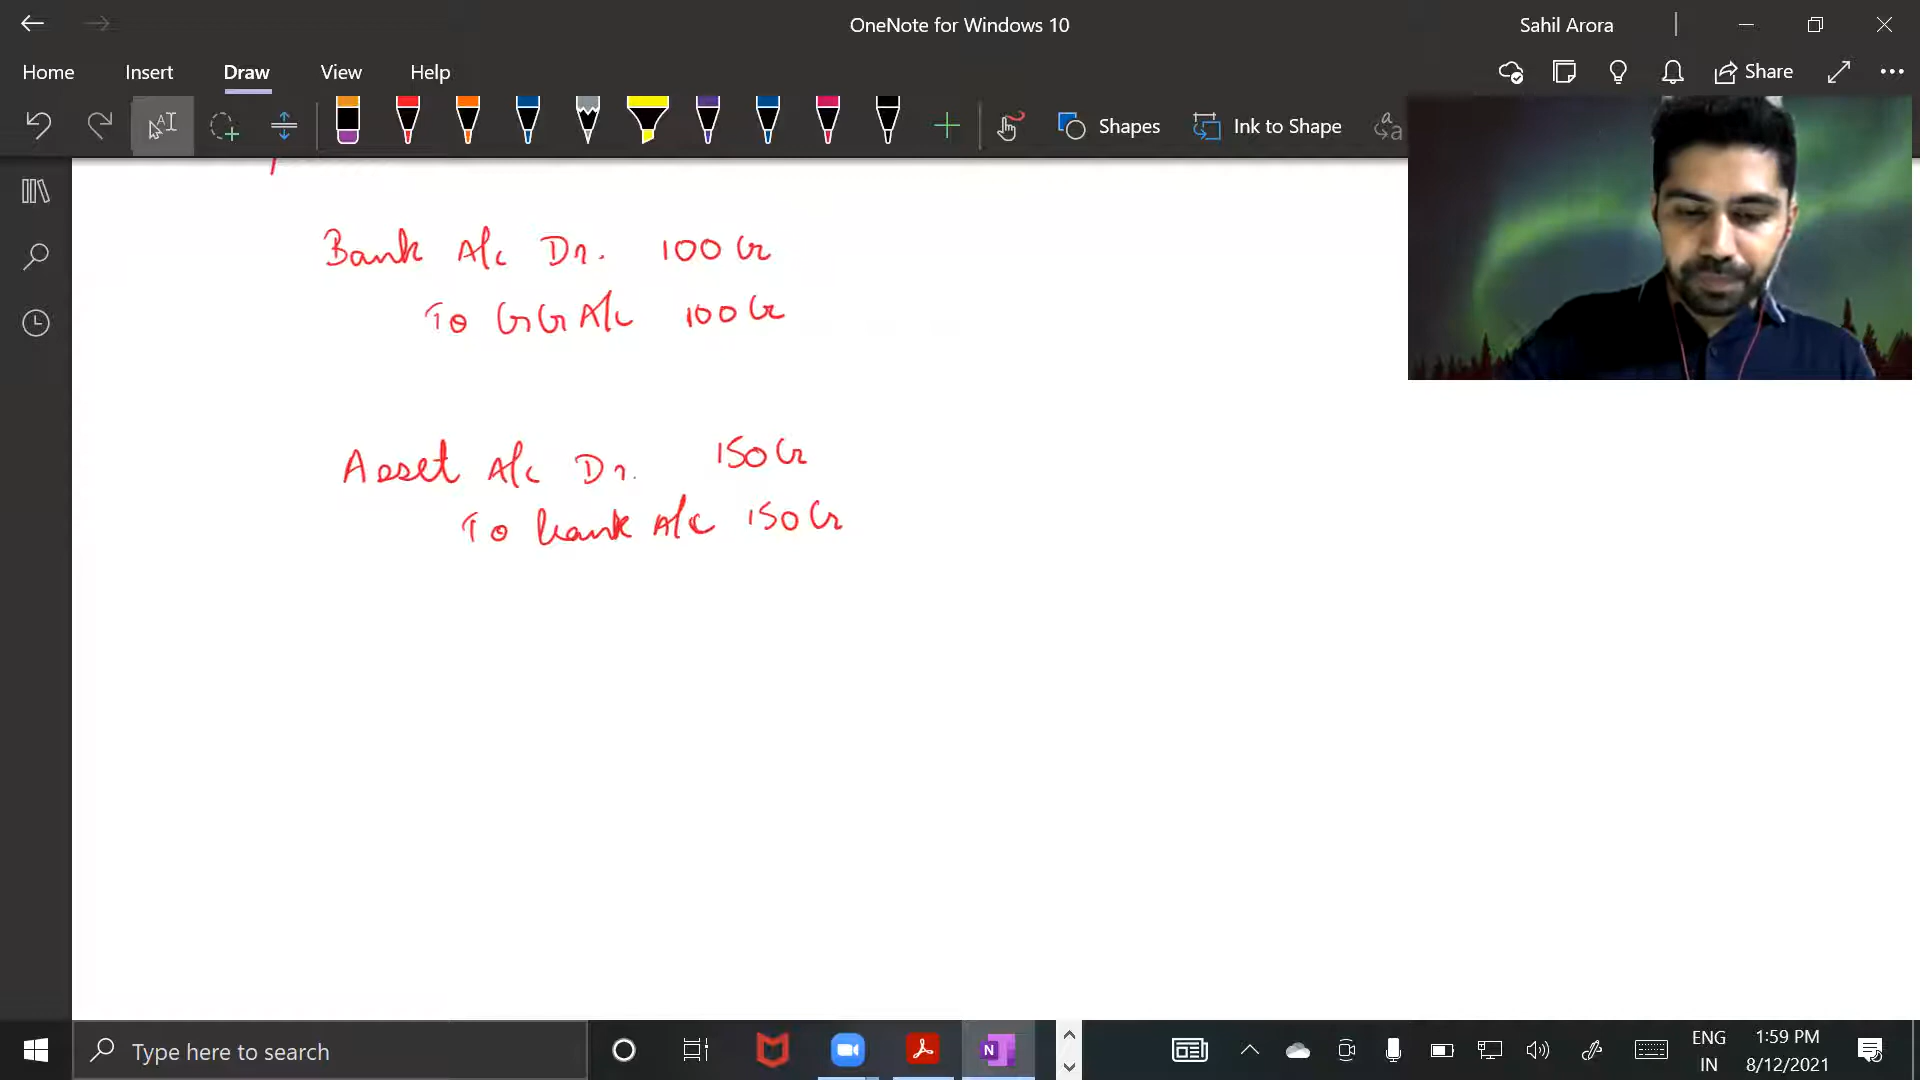 OneNote for Windows 10
Sahil Arora
Home Insert Draw View Help
Share
Shapes Ink to Shape
Bank A/c Dr. 100 Cr
To GG A/c 100 Cr
Asset A/c Dr. 150 Cr
To bank A/c 150 Cr
Type here to search
ENG
IN
1:59 PM
8/12/2021